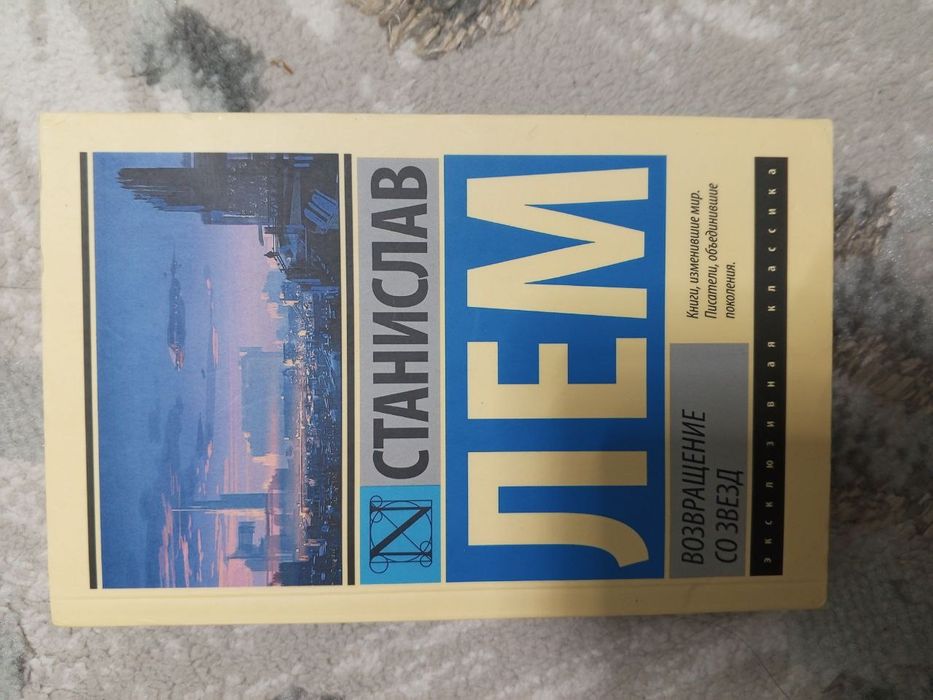 СТАНИСЛАВ
ЛЕМ
ВОЗВРАЩЕНИЕ
СО ЗВЕЗД
Книги, изменившие мир.
Писатели, объединившие
поколения.
эксклюзивная классика